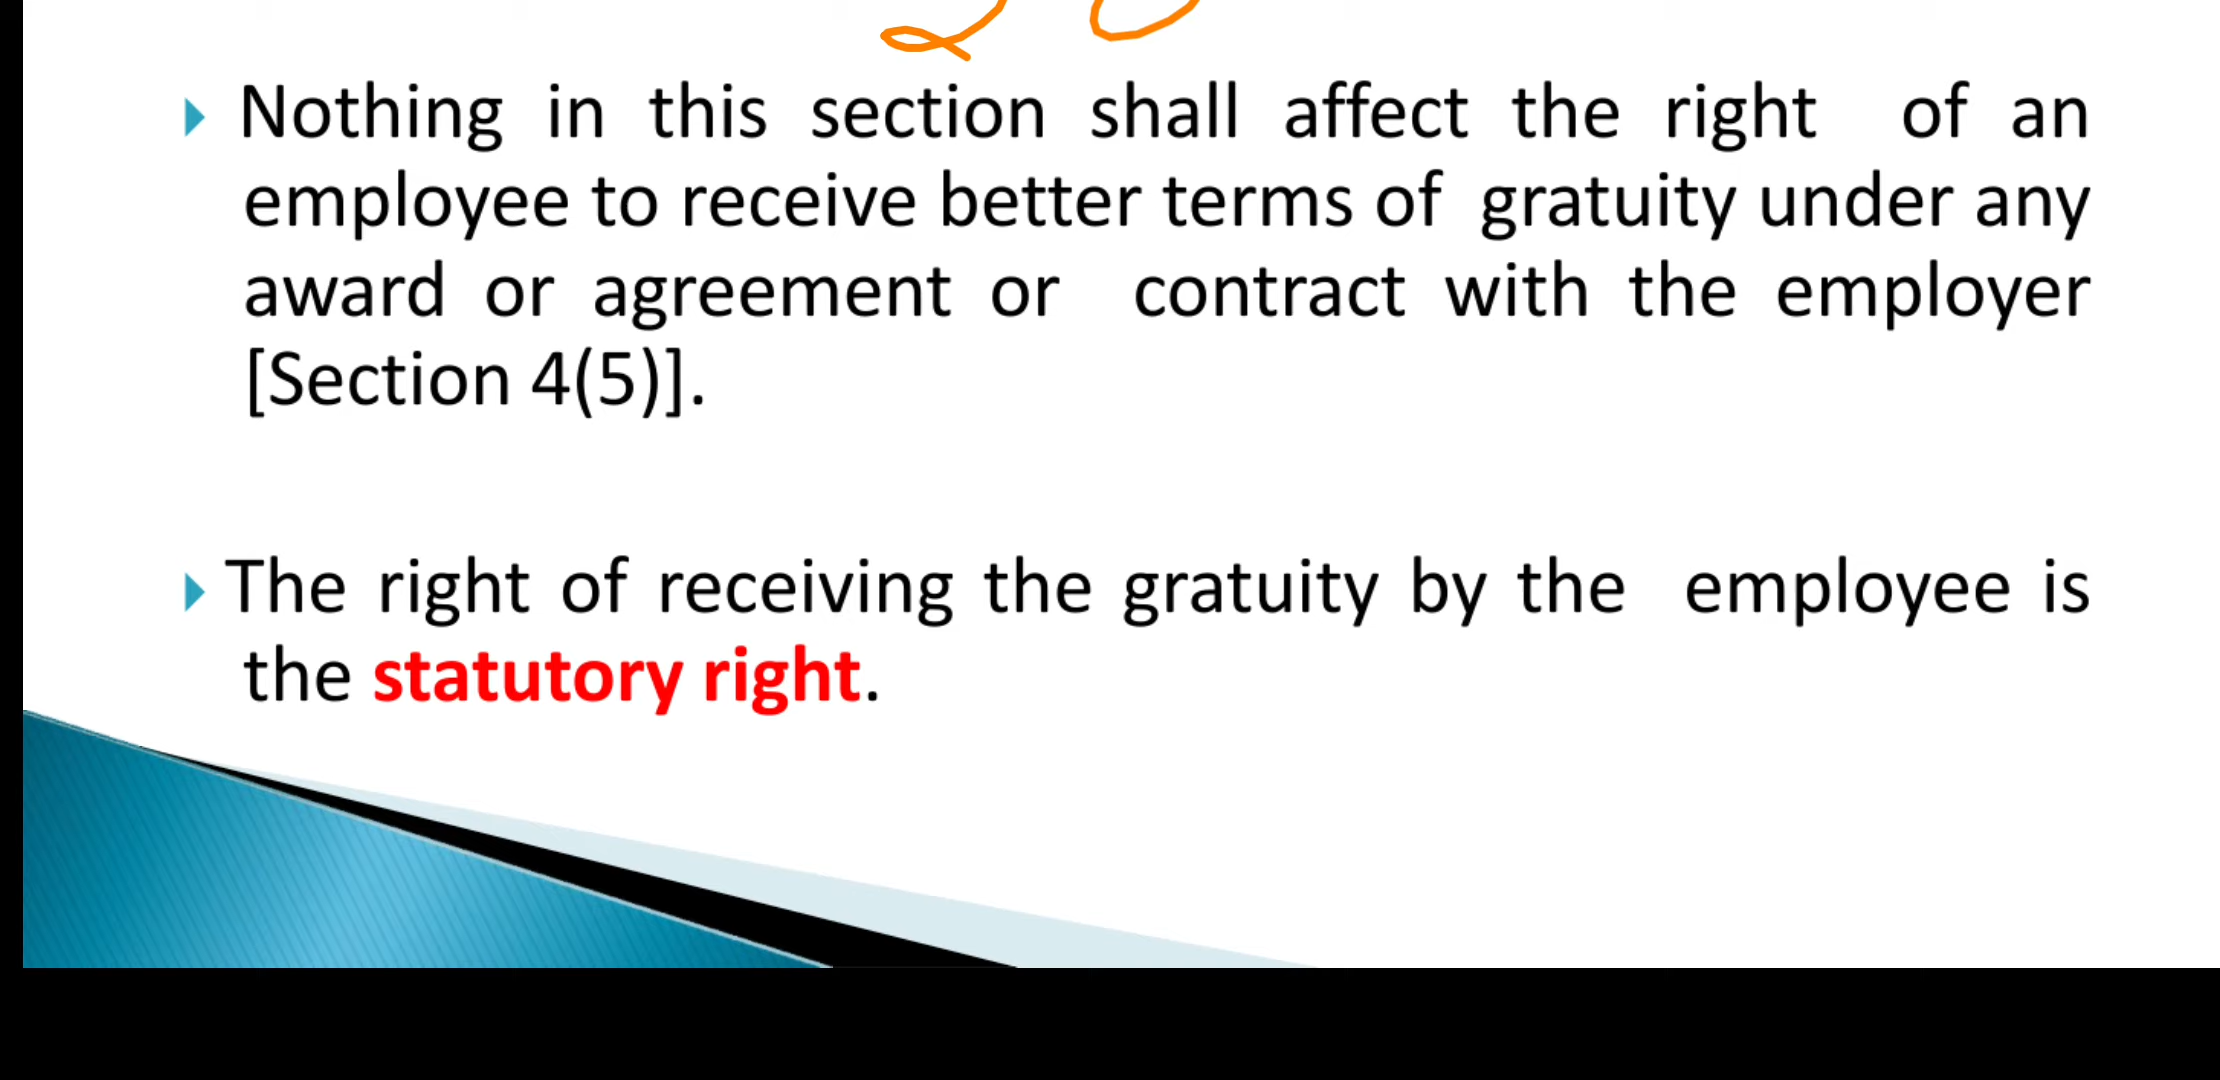 Nothing in this section shall affect the right of an
employee to receive better terms of gratuity under any
award or agreement or contract with the employer
[Section 4(5)].
The right of receiving the gratuity by the employee is
the statutory right.